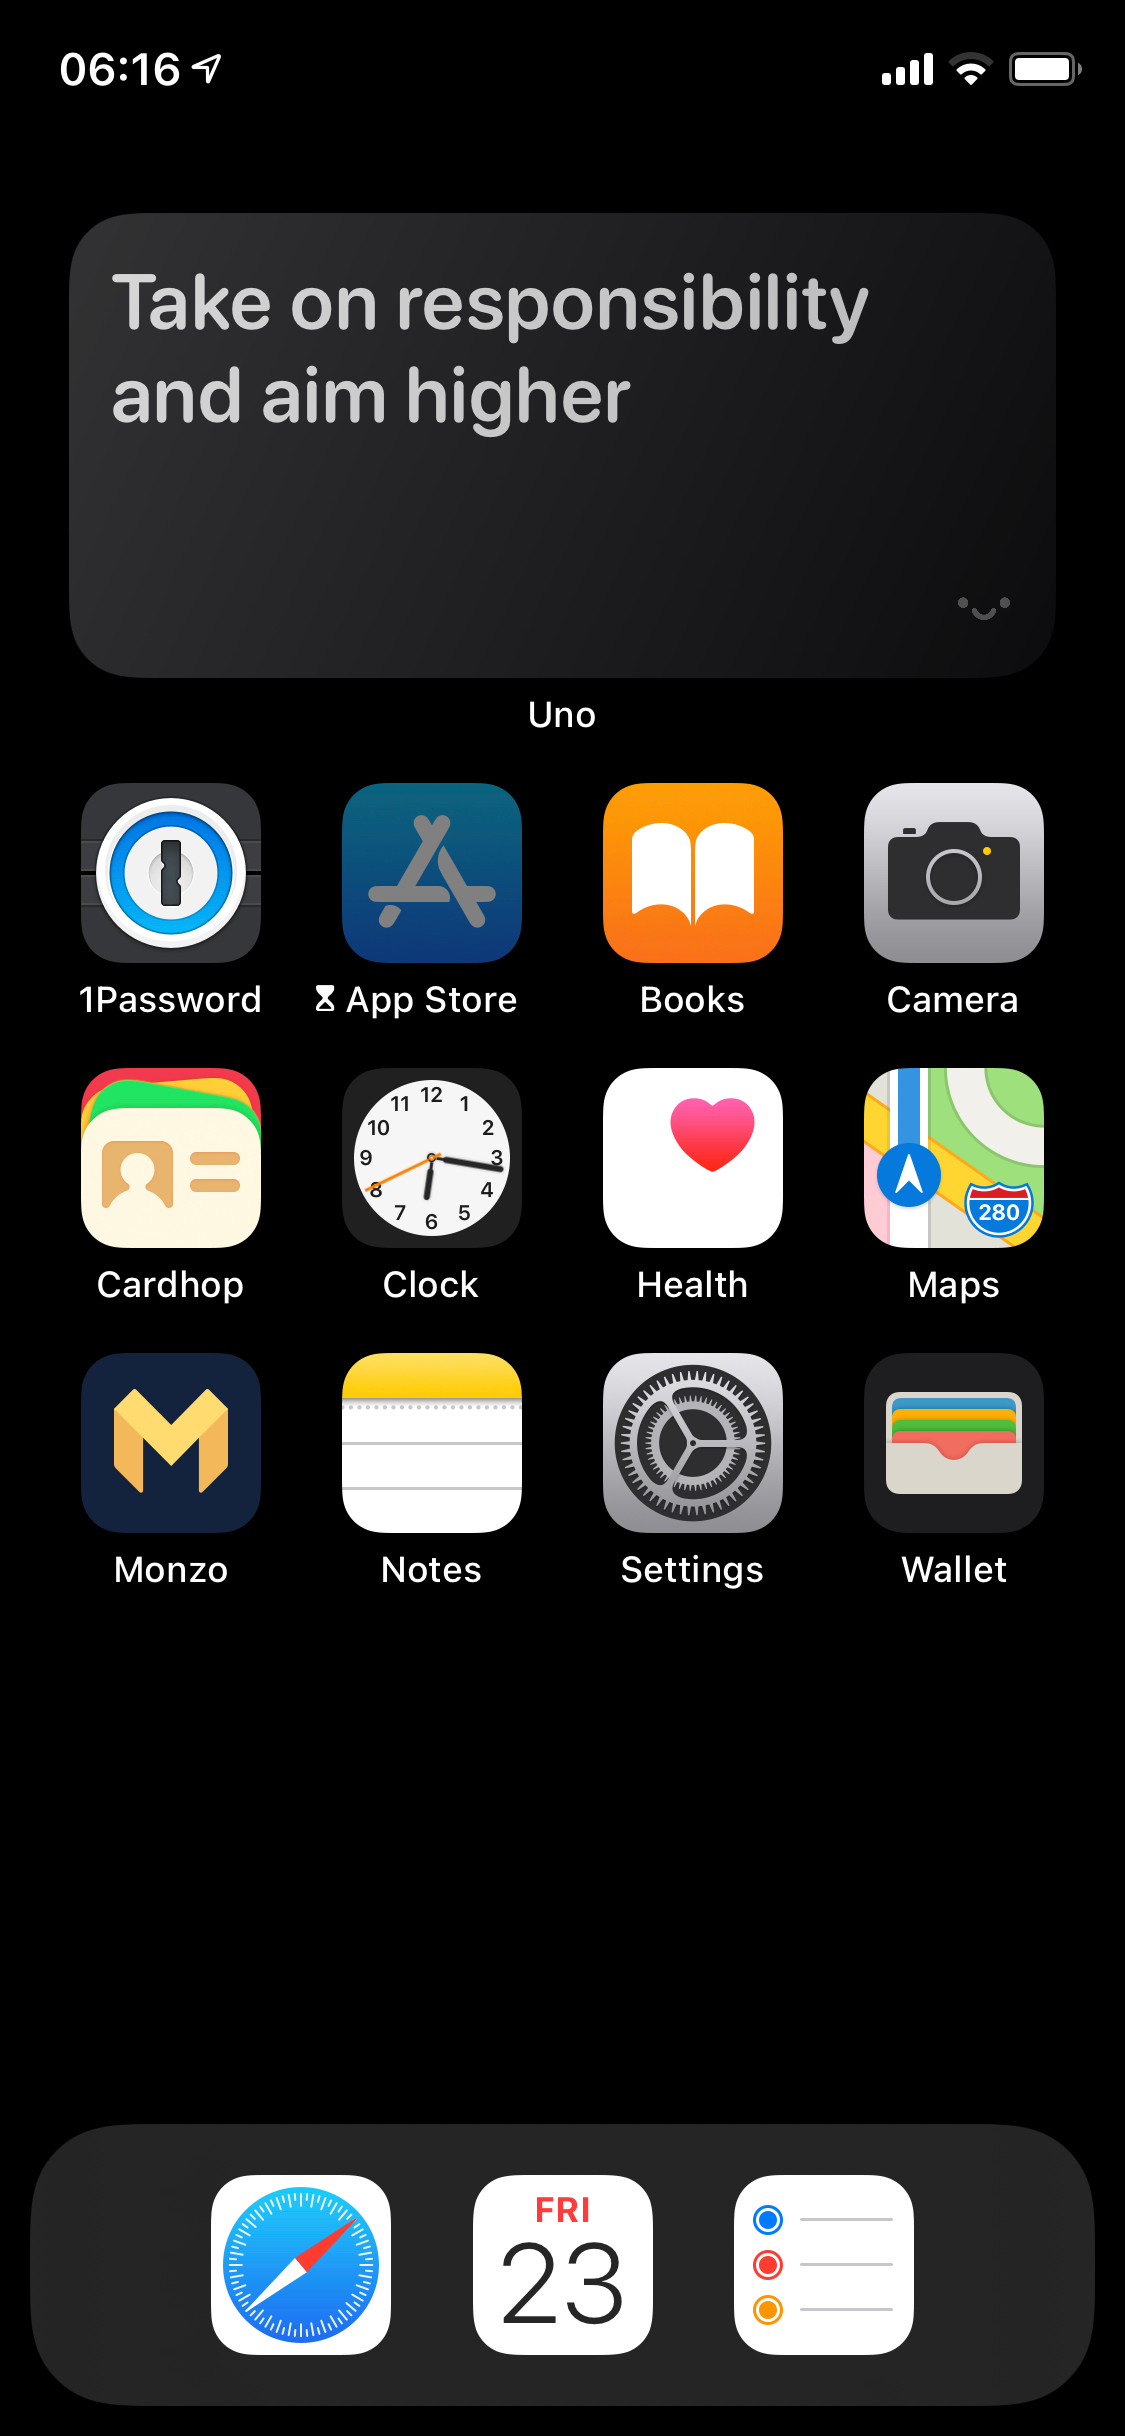 06:16
Take on responsibility
and aim higher
Uno
1Password
App Store
Books
Camera
12
11 1
10 2
9 3
8 4
7 5
6
280
Cardhop
Clock
Health
Maps
Monzo
Notes
Settings
Wallet
FRI
23